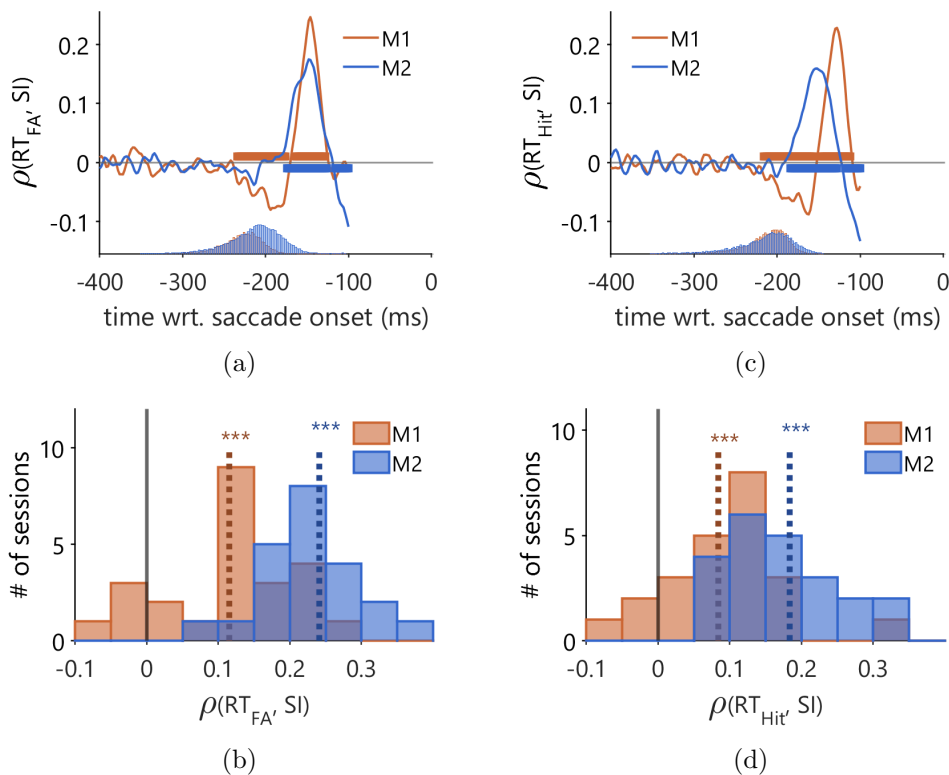 0.2
0.1
0
-0.1
ρ(RT_FA, SI)
M1
M2
-400 -300 -200 -100 0
time wrt. saccade onset (ms)
(a)
0.2
0.1
0
-0.1
ρ(RT_Hit, SI)
M1
M2
-400 -300 -200 -100 0
time wrt. saccade onset (ms)
(c)
10
5
0
# of sessions
*** ***
M1
M2
-0.1 0 0.1 0.2 0.3
ρ(RT_FA, SI)
(b)
10
5
0
# of sessions
*** ***
M1
M2
-0.1 0 0.1 0.2 0.3
ρ(RT_Hit, SI)
(d)